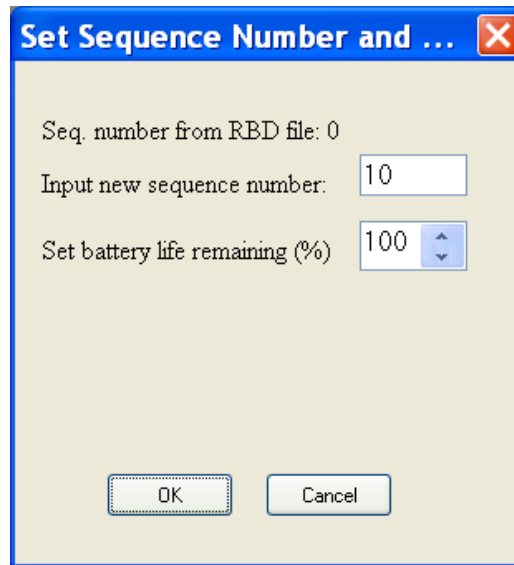 Set Sequence Number and ...
Seq. number from RBD file: 0
Input new sequence number: 10
Set battery life remaining (%) 100
OK Cancel